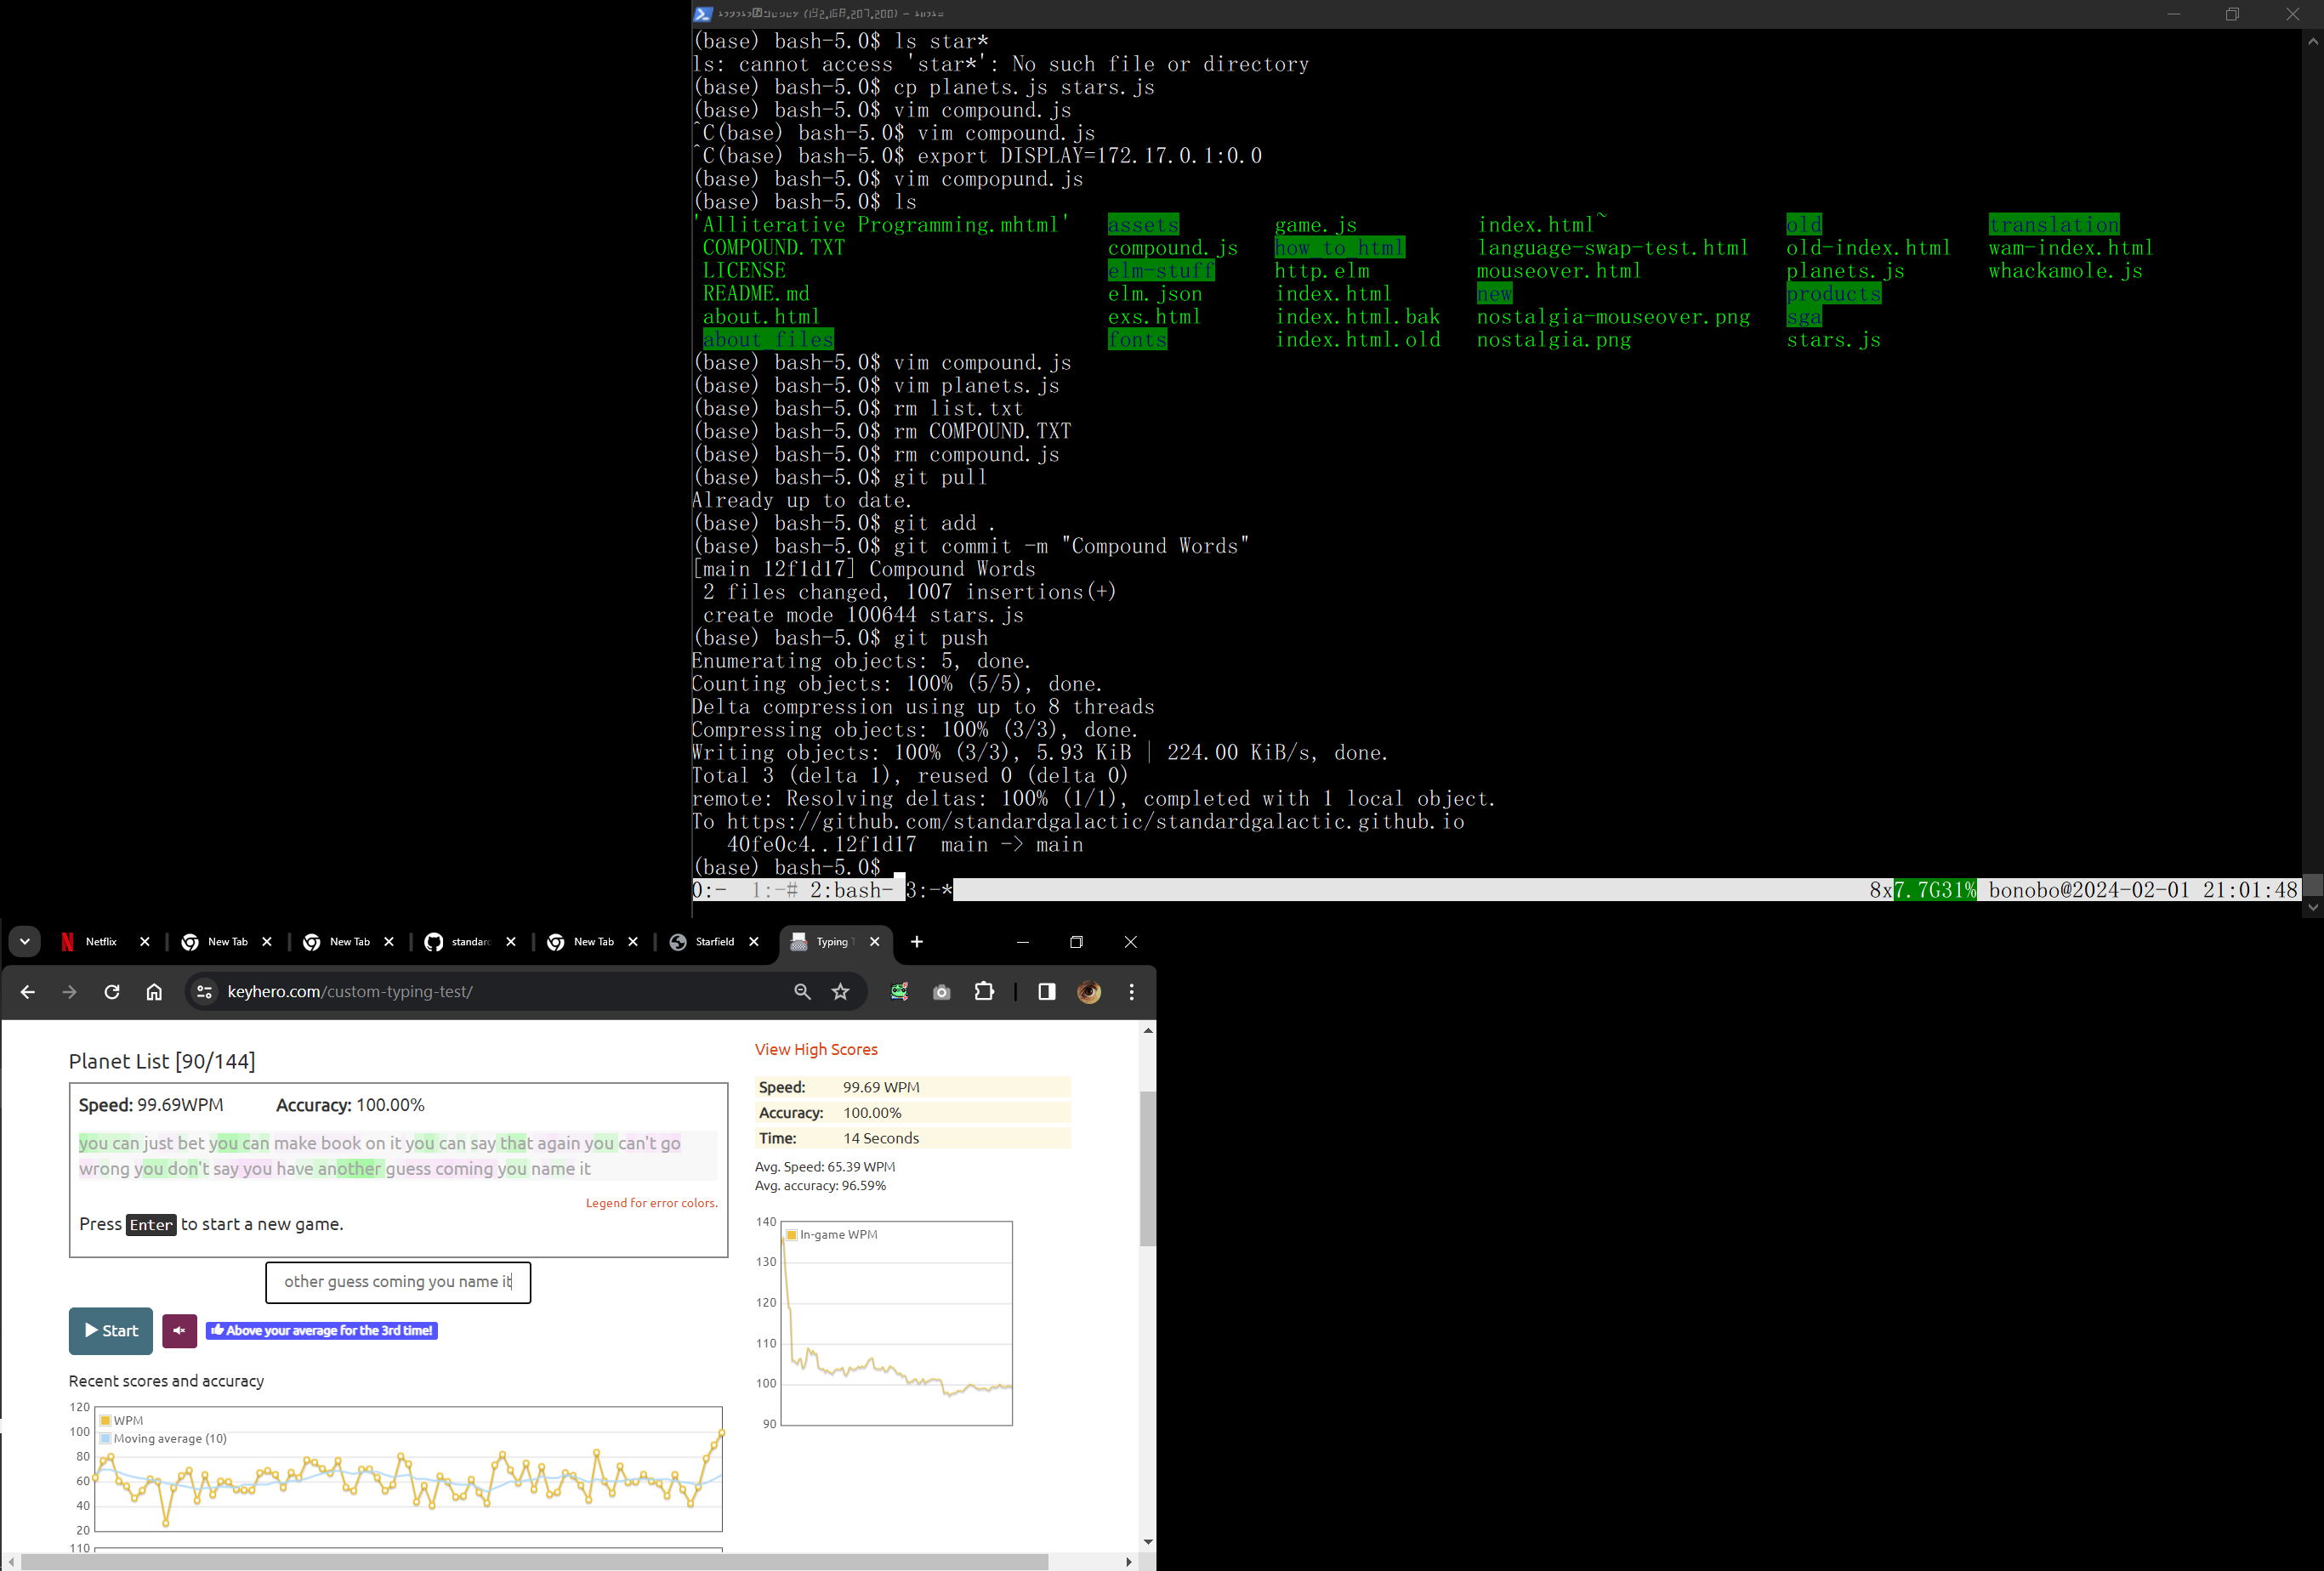 (base) bash-5.0$ ls star*
ls: cannot access 'star*': No such file or directory
(base) bash-5.0$ cp planets.js stars.js
(base) bash-5.0$ vim compound.js
^C(base) bash-5.0$ vim compound.js
^C(base) bash-5.0$ export DISPLAY=172.17.0.1:0.0
(base) bash-5.0$ vim compopund.js
(base) bash-5.0$ ls
'Alliterative Programming.mhtml' assets game.js index.html~ old translation
COMPOUND.TXT compound.js how_to_html language-swap-test.html old-index.html wam-index.html
LICENSE elm-stuff http.elm mouseover.html planets.js whackamole.js
README.md elm.json index.html new products
about.html exs.html index.html.bak nostalgia-mouseover.png sga
about_files fonts index.html.old nostalgia.png stars.js
(base) bash-5.0$ vim compound.js
(base) bash-5.0$ vim planets.js
(base) bash-5.0$ rm list.txt
(base) bash-5.0$ rm COMPOUND.TXT
(base) bash-5.0$ rm compound.js
(base) bash-5.0$ git pull
Already up to date.
(base) bash-5.0$ git add .
(base) bash-5.0$ git commit -m "Compound Words"
[main 12f1d17] Compound Words
2 files changed, 1007 insertions(+)
create mode 100644 stars.js
(base) bash-5.0$ git push
Enumerating objects: 5, done.
Counting objects: 100% (5/5), done.
Delta compression using up to 8 threads
Compressing objects: 100% (3/3), done.
Writing objects: 100% (3/3), 5.93 KiB | 224.00 KiB/s, done.
Total 3 (delta 1), reused 0 (delta 0)
remote: Resolving deltas: 100% (1/1), completed with 1 local object.
To https://github.com/standardgalactic/standardgalactic.github.io
40fe0c4..12f1d17 main -> main
(base) bash-5.0$
0:- 1:-# 2:bash- 3:-* 8x7.7G31% bonobo@2024-02-01 21:01:48
Netflix New Tab New Tab standard New Tab Starfield Typing T
keyhero.com/custom-typing-test/
Planet List [90/144]
Speed: 99.69WPM Accuracy: 100.00%
you can just bet you can make book on it you can say that again you can't go
wrong you don't say you have another guess coming you name it
Legend for error colors.
Press Enter to start a new game.
other guess coming you name it
Start
Above your average for the 3rd time!
Recent scores and accuracy
120
WPM
100
Moving average (10)
80
60
40
20
110
View High Scores
Speed: 99.69 WPM
Accuracy: 100.00%
Time: 14 Seconds
Avg. Speed: 65.39 WPM
Avg. accuracy: 96.59%
140
In-game WPM
130
120
110
100
90